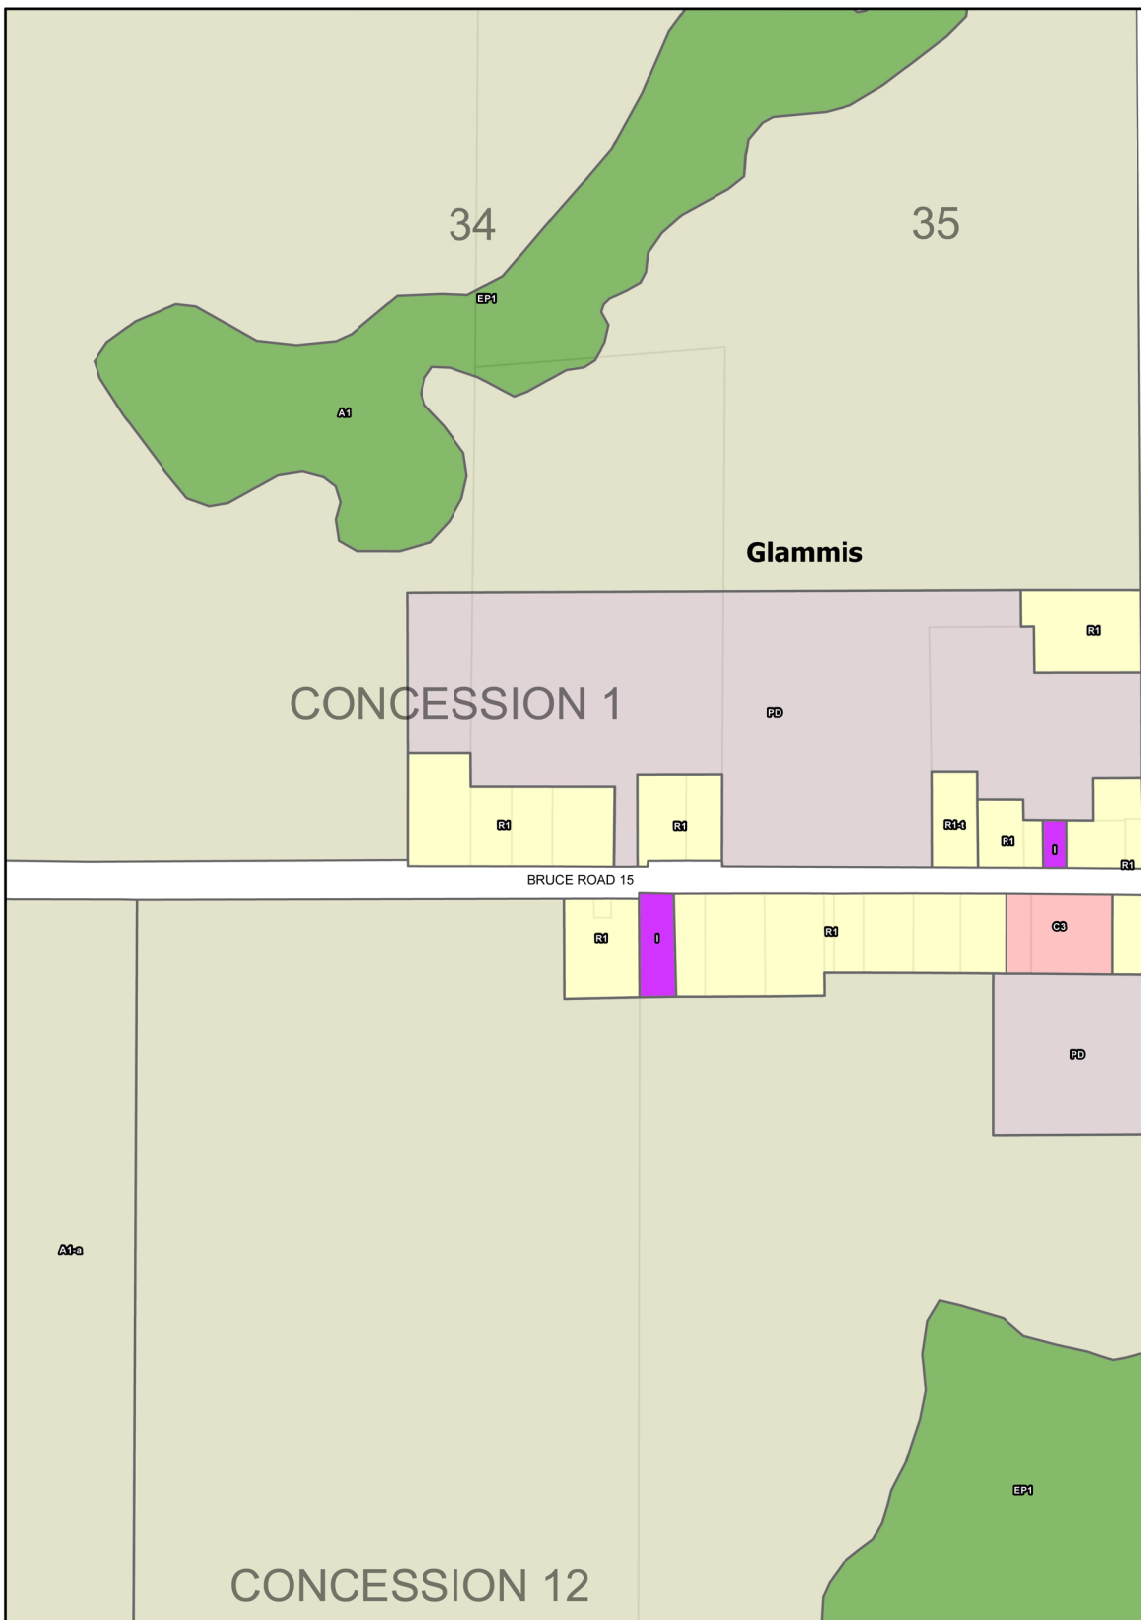 34
35
EP1
A1
Glammis
R1
CONCESSION 1
PD
R1
R1
R1-t
R1
I
R1
BRUCE ROAD 15
R1
I
R1
C3
PD
A1-a
EP1
CONCESSION 12